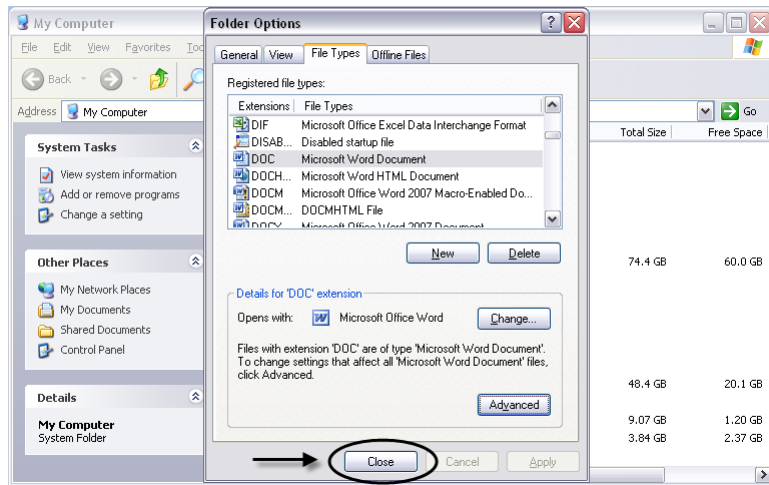 My Computer
File Edit View Favorites Too
Back
Address My Computer Go
System Tasks
View system information
Add or remove programs
Change a setting
Other Places
My Network Places
My Documents
Shared Documents
Control Panel
Details
My Computer
System Folder
Folder Options
General View File Types Offline Files
Registered file types:
Extensions File Types
DIF Microsoft Office Excel Data Interchange Format
DISAB... Disabled startup file
DOC Microsoft Word Document
DOCH... Microsoft Word HTML Document
DOCM Microsoft Office Word 2007 Macro-Enabled Do...
DOCM... DOCMHTML File
DOCX Microsoft Office Word 2007 Document
New Delete
Details for 'DOC' extension
Opens with: Microsoft Office Word Change...
Files with extension 'DOC' are of type 'Microsoft Word Document'.
To change settings that affect all 'Microsoft Word Document' files,
click Advanced.
Advanced
Close Cancel Apply
Total Size Free Space
74.4 GB 60.0 GB
48.4 GB 20.1 GB
9.07 GB 1.20 GB
3.84 GB 2.37 GB